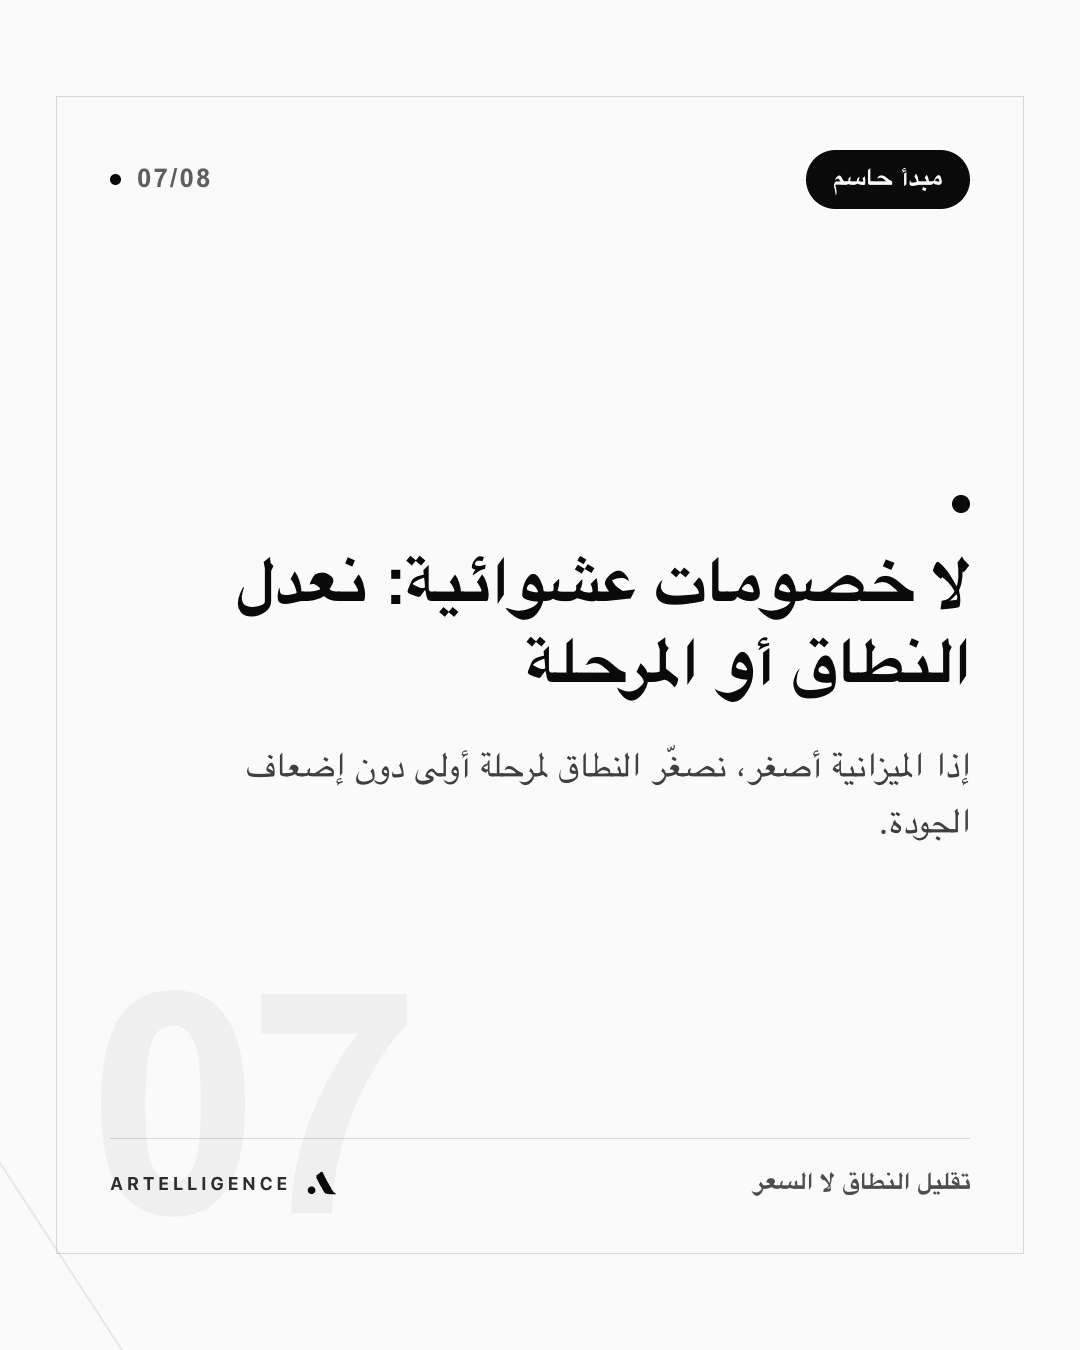 مبدأ حاسم
07/08
لا خصومات عشوائية: نعدل
النطاق أو المرحلة
إذا الميزانية أصغر، نصغّر النطاق لمرحلة أولى دون إضعاف
الجودة.
07
تقليل النطاق لا السعر
ARTELLIGENCE